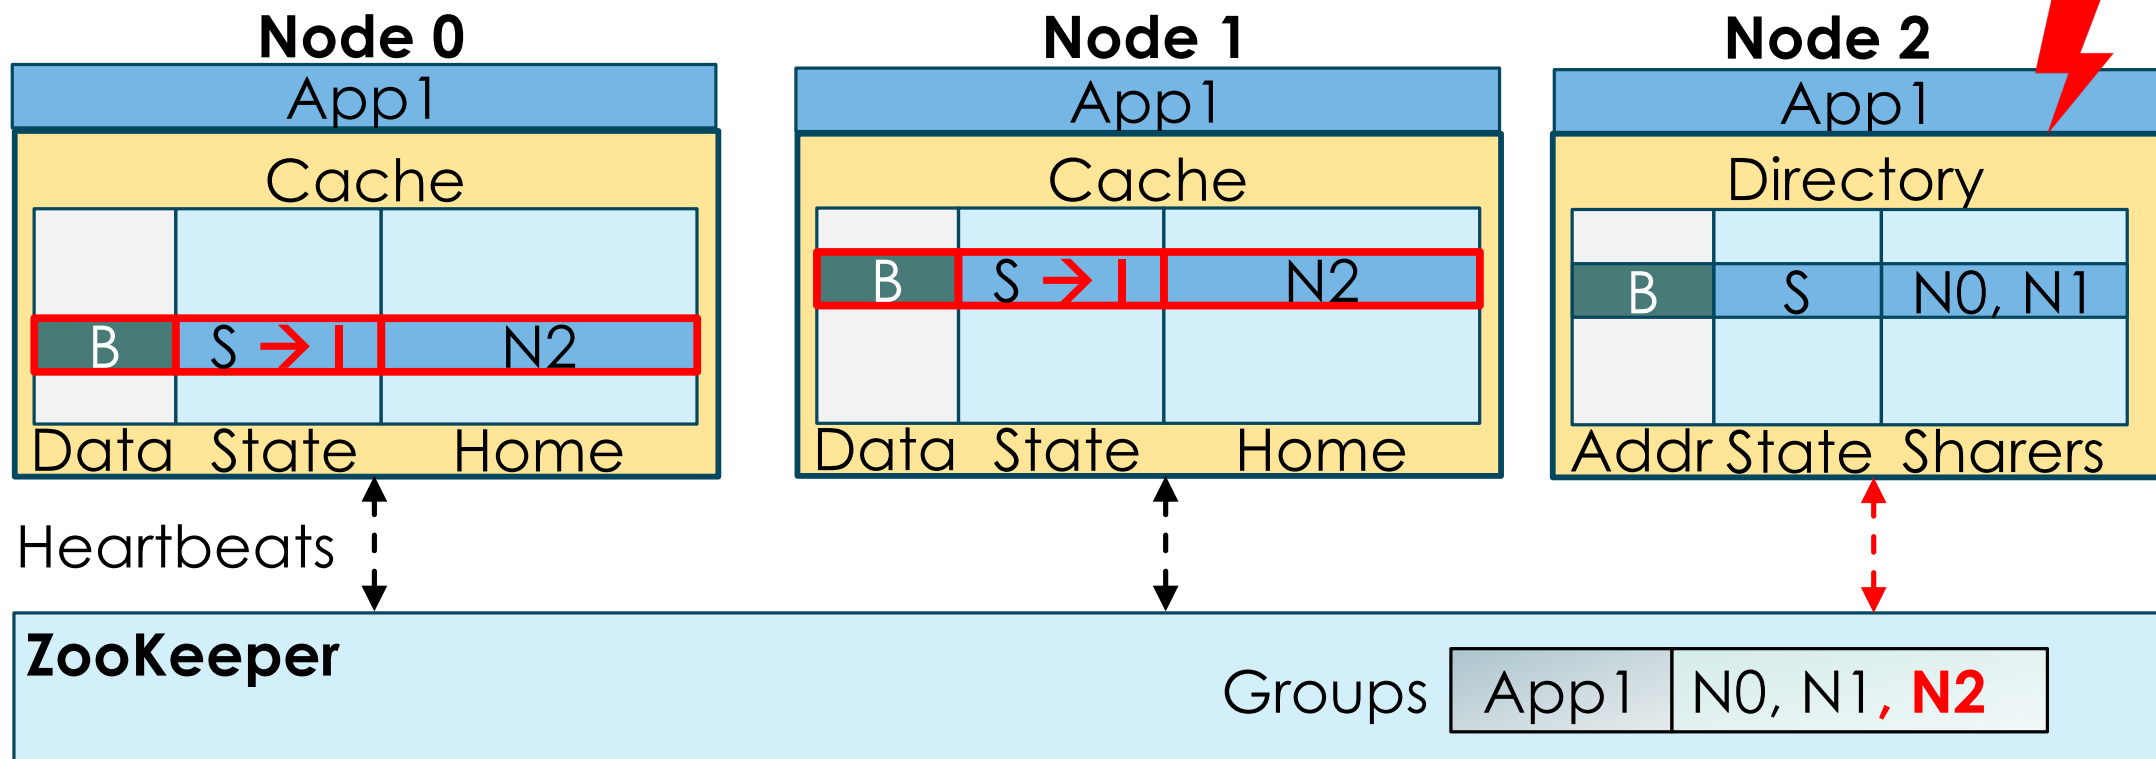 Node 0
Node 1
Node 2
App1
App1
App1
Cache
Cache
Directory
B S → I N2
B S → I N2
B S N0, N1
Data State Home
Data State Home
Addr State Sharers
Heartbeats
ZooKeeper
Groups App1 N0, N1, N2